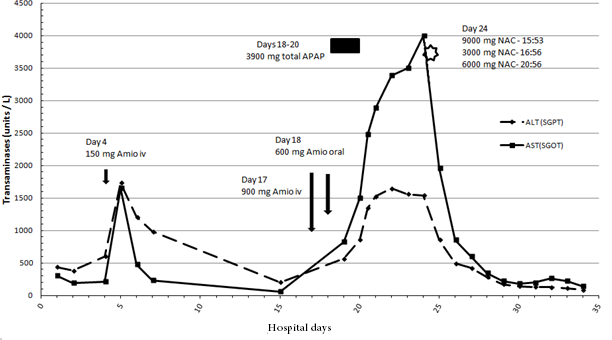 4500
4000
3500
3000
2500
2000
1500
1000
500
0
Transaminases (units / L)
Day 4
150 mg Amio iv
Day 17
900 mg Amio iv
Day 18
600 mg Amio oral
Days 18-20
3900 mg total APAP
Day 24
9000 mg NAC - 15:53
3000 mg NAC - 16:56
6000 mg NAC - 20:56
ALT (SGPT)
AST(SGOT)
0 5 10 15 20 25 30 35
Hospital days